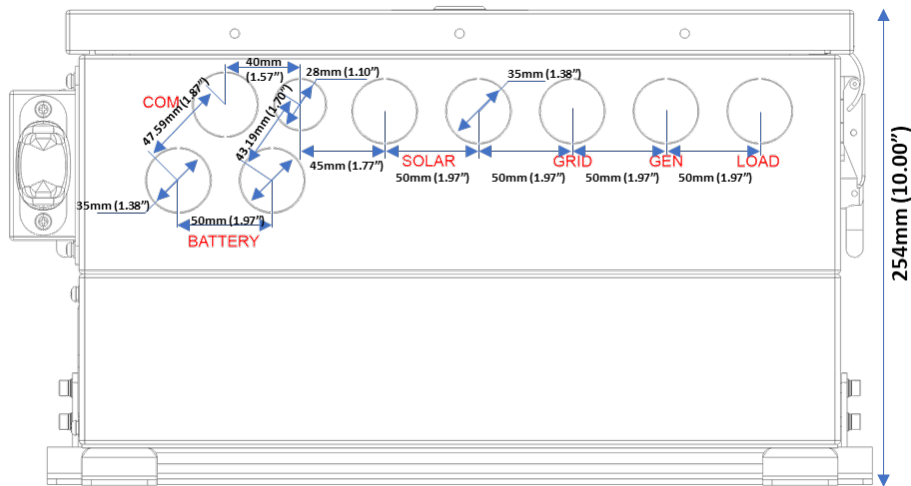 40mm
(1.57”)
28mm (1.10”)
35mm (1.38”)
COM
47.59mm (1.87”)
43.19mm (1.70”)
45mm (1.77”)
SOLAR
GRID
GEN
LOAD
50mm (1.97”)
50mm (1.97”)
50mm (1.97”)
50mm (1.97”)
35mm (1.38”)
50mm (1.97”)
BATTERY
254mm (10.00”)